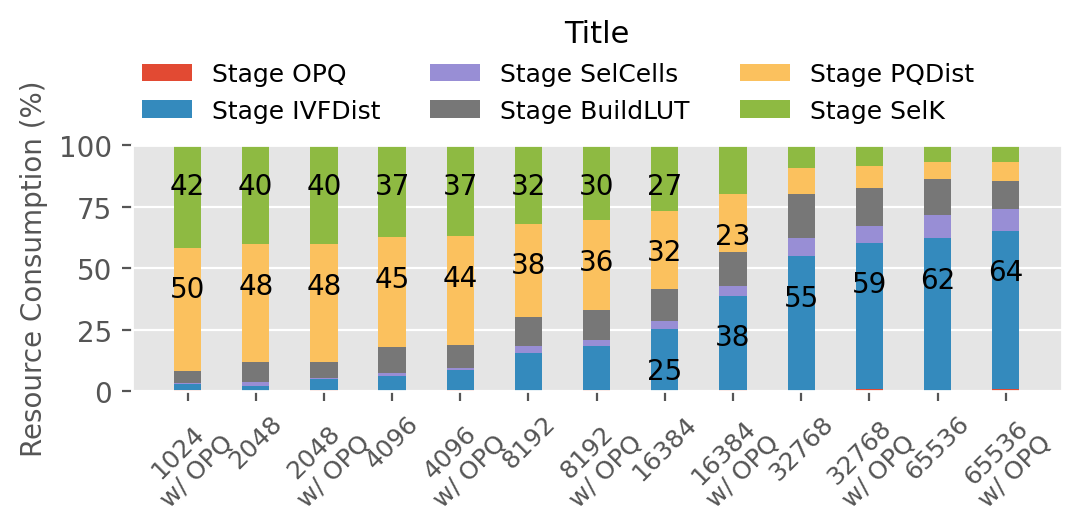 Title
Stage OPQ
Stage SelCells
Stage PQDist
Stage IVFDist
Stage BuildLUT
Stage SelK
Resource Consumption (%)
100
75
50
25
0
42 40 40 37 37 32 30 27
50 48 48 45 44 38 36 32 23
25 38 55 59 62 64
1024
w/ OPQ
2048
2048
w/ OPQ
4096
4096
w/ OPQ
8192
8192
w/ OPQ
16384
16384
w/ OPQ
32768
32768
w/ OPQ
65536
65536
w/ OPQ